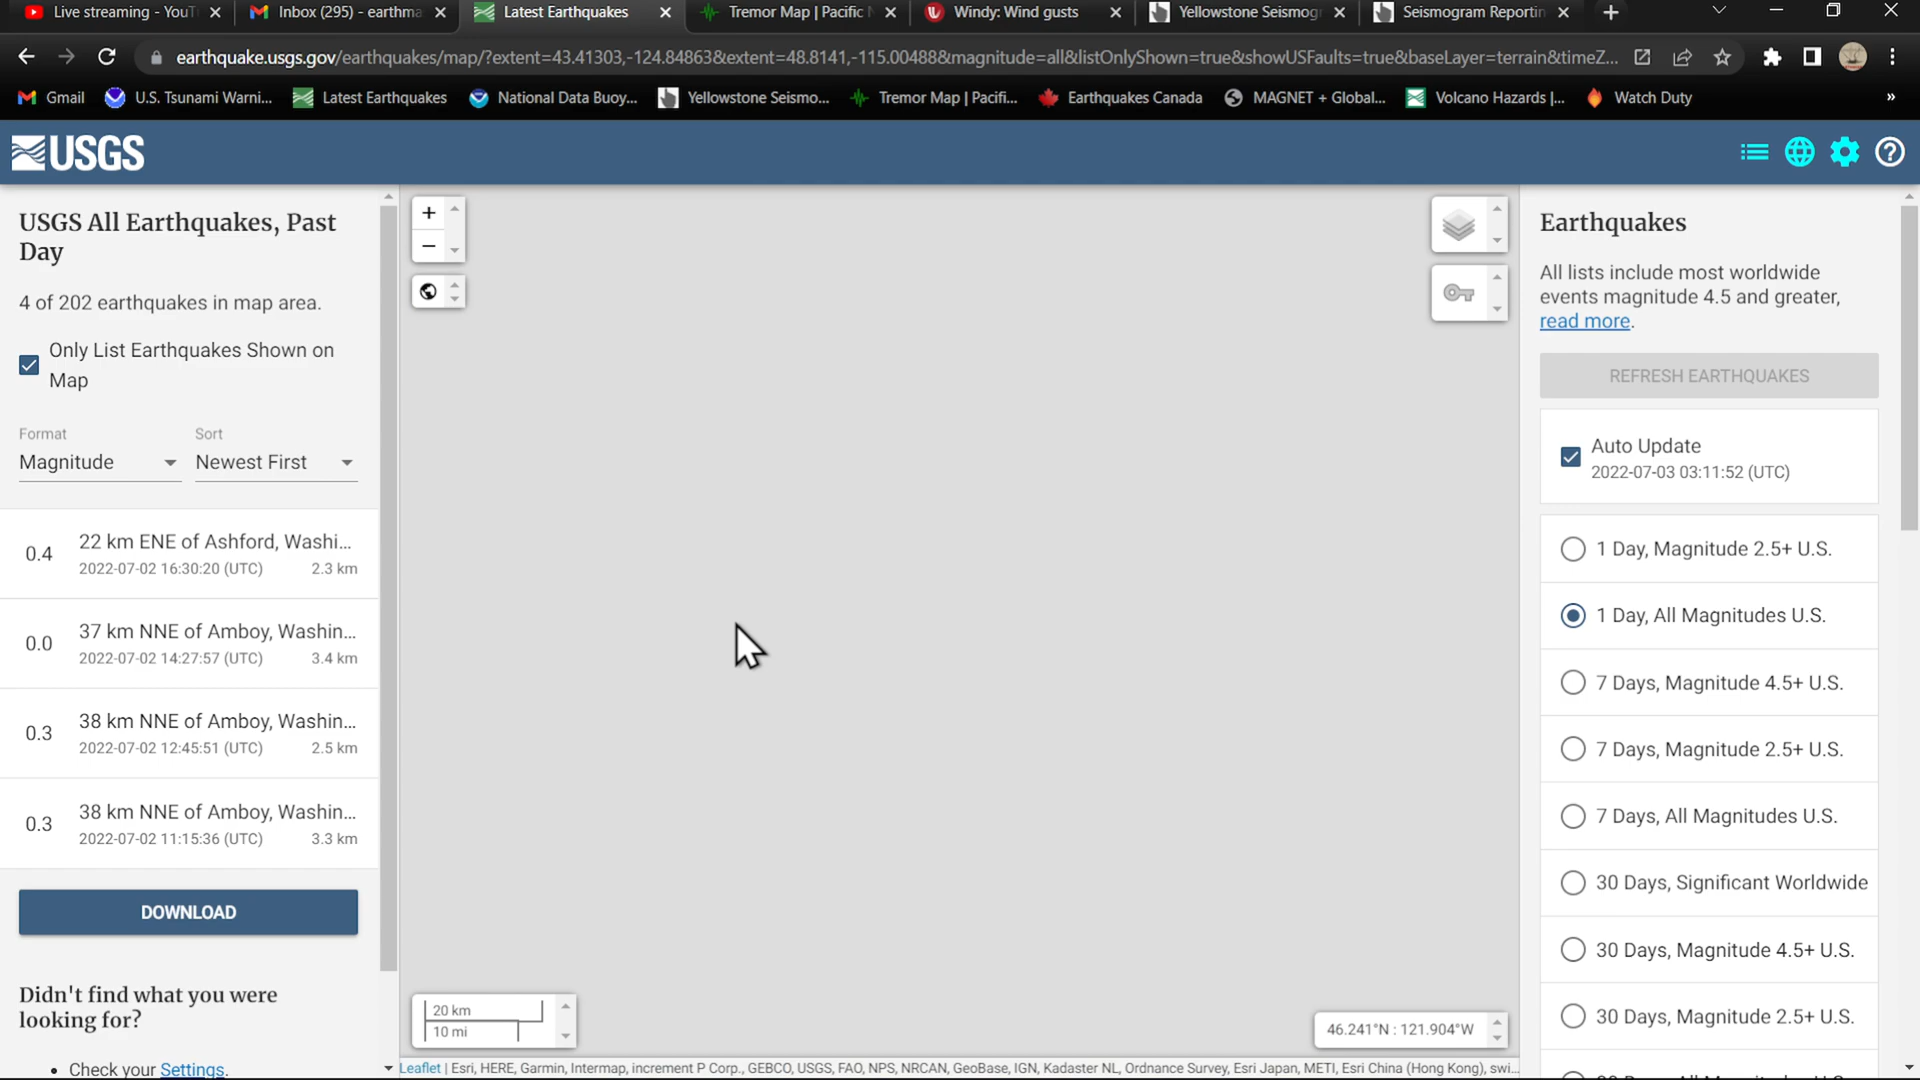 Live streaming - YouT
Inbox (295) - earthma
Latest Earthquakes
Tremor Map | Pacific
Windy: Wind gusts
Yellowstone Seismog
Seismogram Reportin
earthquake.usgs.gov/earthquakes/map/?extent=43.41303,-124.84863&extent=48.8141,-115.00488&magnitude=all&listOnlyShown=true&showUSFaults=true&baseLayer=terrain&timeZ...
Gmail
U.S. Tsunami Warni...
Latest Earthquakes
National Data Buoy...
Yellowstone Seismo...
Tremor Map | Pacifi...
Earthquakes Canada
MAGNET + Global...
Volcano Hazards |...
Watch Duty
»
USGS
USGS All Earthquakes, Past
Day
4 of 202 earthquakes in map area.
Only List Earthquakes Shown on
Map
Format
Sort
Magnitude
Newest First
0.4
22 km ENE of Ashford, Washi...
2022-07-02 16:30:20 (UTC)
2.3 km
0.0
37 km NNE of Amboy, Washin...
2022-07-02 14:27:57 (UTC)
3.4 km
0.3
38 km NNE of Amboy, Washin...
2022-07-02 12:45:51 (UTC)
2.5 km
0.3
38 km NNE of Amboy, Washin...
2022-07-02 11:15:36 (UTC)
3.3 km
DOWNLOAD
Didn't find what you were
looking for?
• Check your Settings.
+
−
20 km
10 mi
46.241°N : 121.904°W
Leaflet | Esri, HERE, Garmin, Intermap, increment P Corp., GEBCO, USGS, FAO, NPS, NRCAN, GeoBase, IGN, Kadaster NL, Ordnance Survey, Esri Japan, METI, Esri China (Hong Kong), swi...
Earthquakes
All lists include most worldwide
events magnitude 4.5 and greater,
read more.
REFRESH EARTHQUAKES
Auto Update
2022-07-03 03:11:52 (UTC)
1 Day, Magnitude 2.5+ U.S.
1 Day, All Magnitudes U.S.
7 Days, Magnitude 4.5+ U.S.
7 Days, Magnitude 2.5+ U.S.
7 Days, All Magnitudes U.S.
30 Days, Significant Worldwide
30 Days, Magnitude 4.5+ U.S.
30 Days, Magnitude 2.5+ U.S.